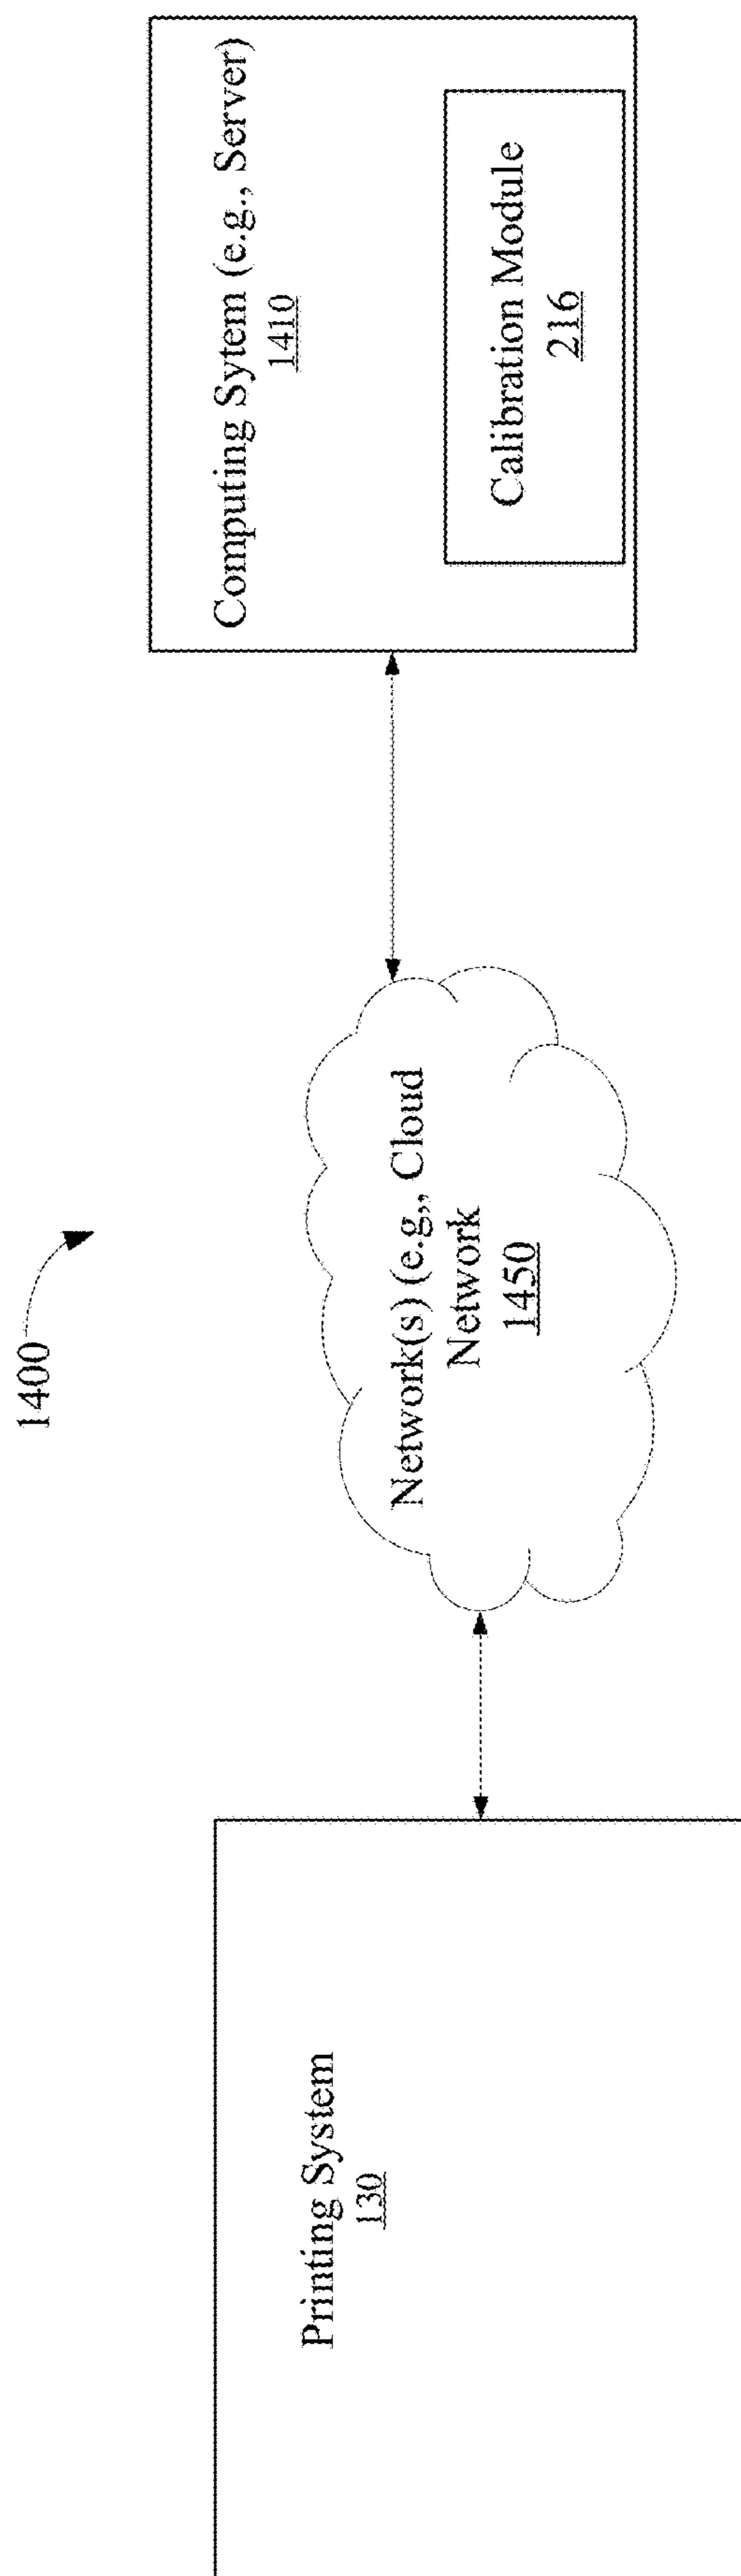 1400
Printing System
130
Network(s) (e.g,, Cloud
Network
1450
Computing Sytem (e.g., Server)
1410
Calibration Module
216